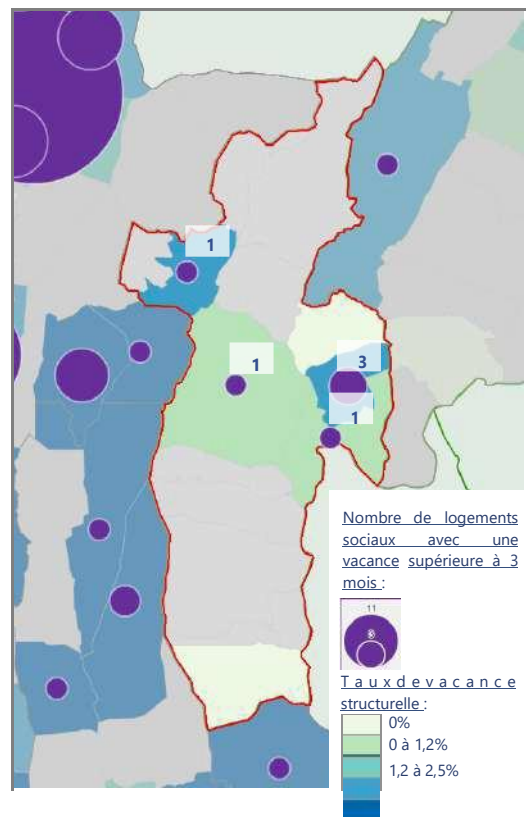 1
1
3
1
Nombre de logements
sociaux avec une
vacance supérieure à 3
mois :
11
T a u x d e v a c a n c e
structurelle :
0%
0 à 1,2%
1,2 à 2,5%